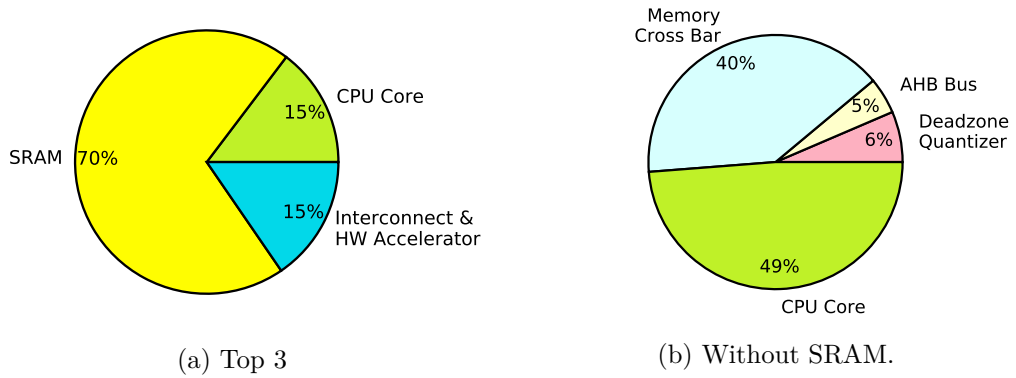 SRAM
70%
15%
CPU Core
15%
Interconnect &
HW Accelerator
(a) Top 3
Memory
Cross Bar
40%
AHB Bus
5%
Deadzone
Quantizer
6%
49%
CPU Core
(b) Without SRAM.